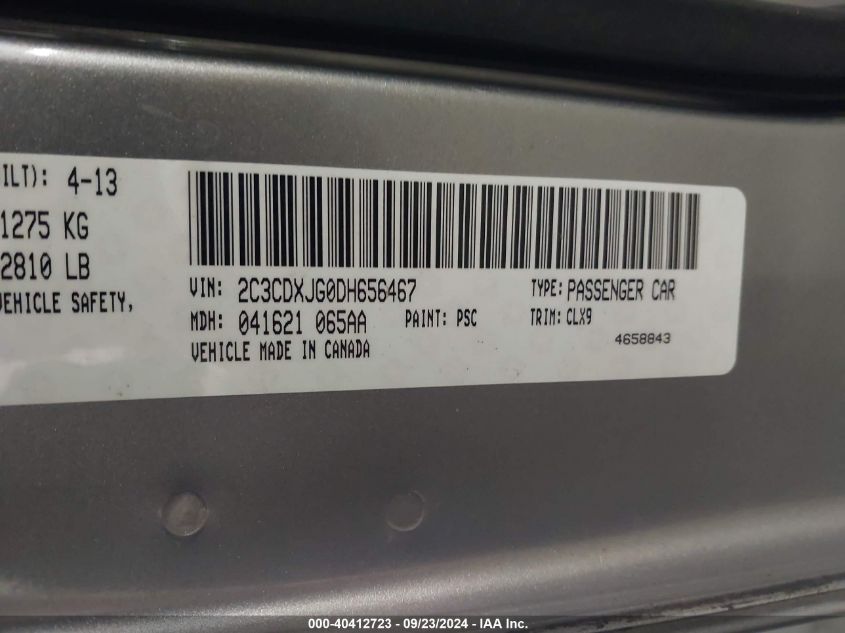 ILT): 4-13
1275 KG
2810 LB
VEHICLE SAFETY,
VIN: 2C3CDXJG0DH656467
TYPE: PASSENGER CAR
MDH: 041621 065AA
PAINT: PSC
TRIM: CLX9
VEHICLE MADE IN CANADA
4658843
000-40412723 - 09/23/2024 - IAA Inc.